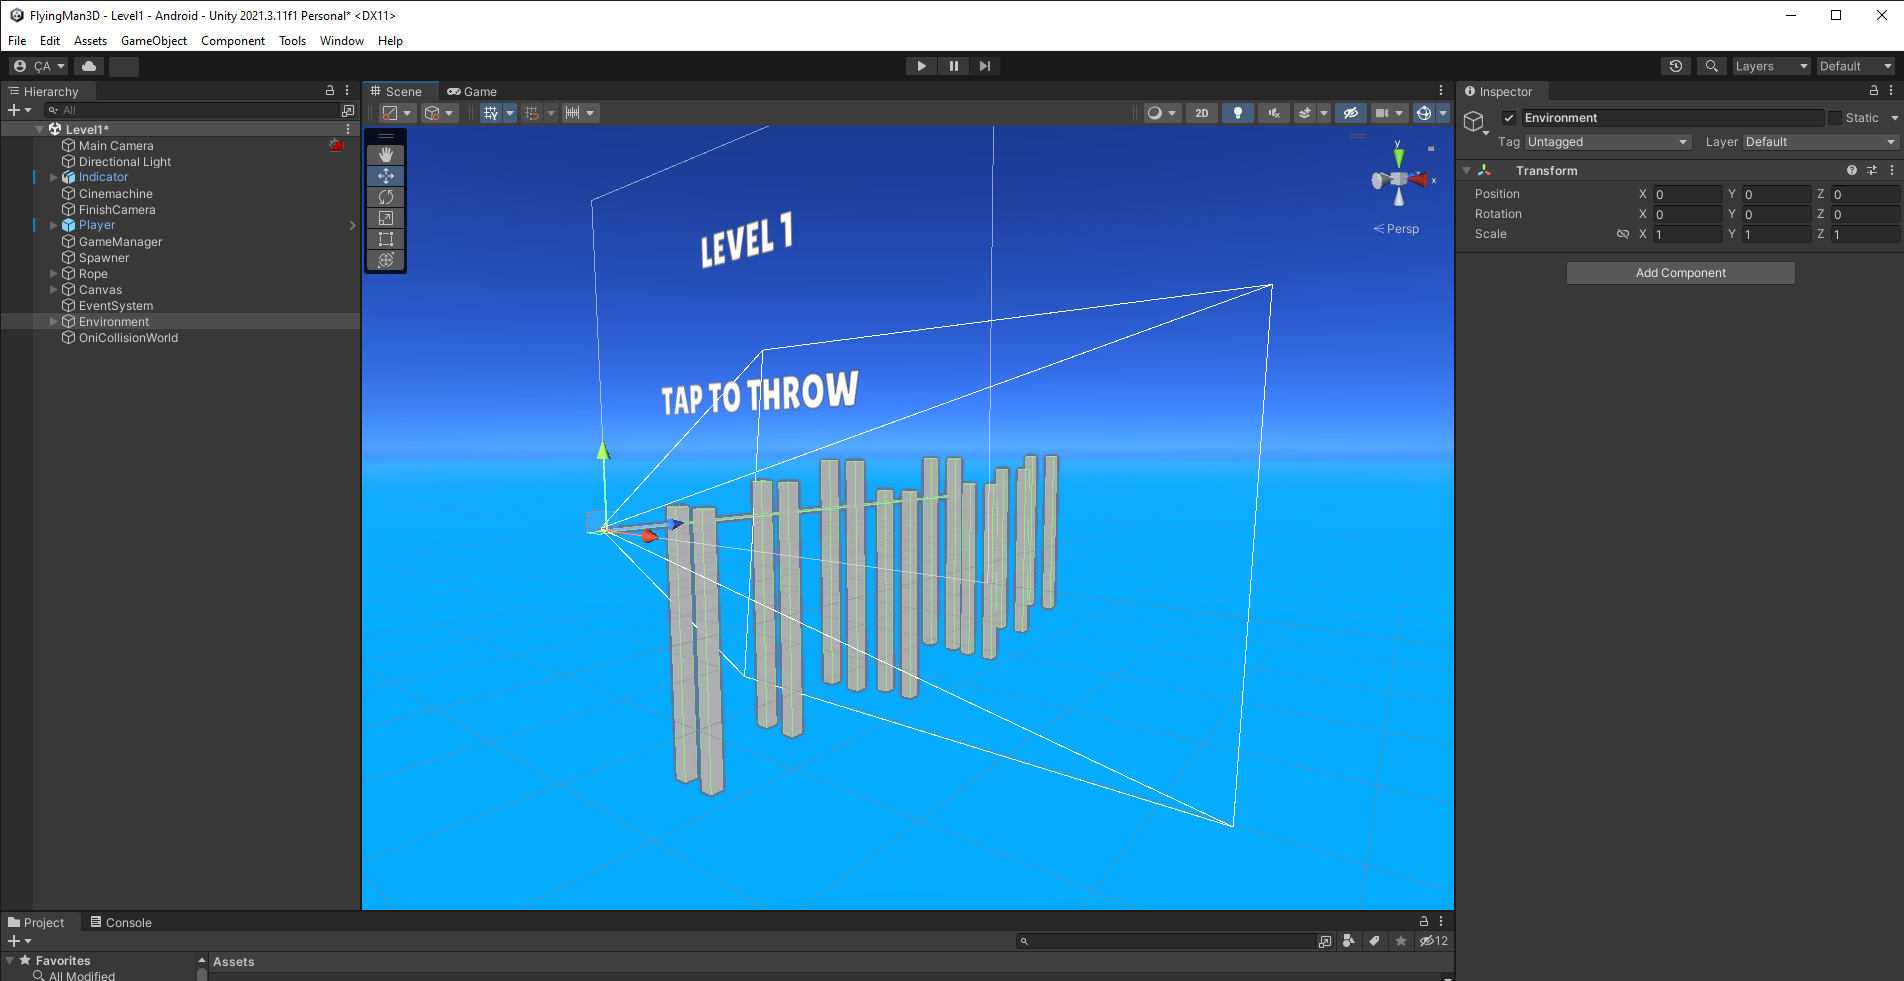 FlyingMan3D - Level1 - Android - Unity 2021.3.11f1 Personal* <DX11>
File Edit Assets GameObject Component Tools Window Help
ÇA Layers Default
Hierarchy
All
Level1*
Main Camera
Directional Light
Indicator
Cinemachine
FinishCamera
Player
GameManager
Spawner
Rope
Canvas
EventSystem
Environment
OniCollisionWorld
Scene Game
2D
y
x
Persp
LEVEL 1
TAP TO THROW
Inspector
Environment Static
Tag Untagged Layer Default
Transform
Position X 0 Y 0 Z 0
Rotation X 0 Y 0 Z 0
Scale X 1 Y 1 Z 1
Add Component
Project Console
12
Favorites
All Modified
Assets